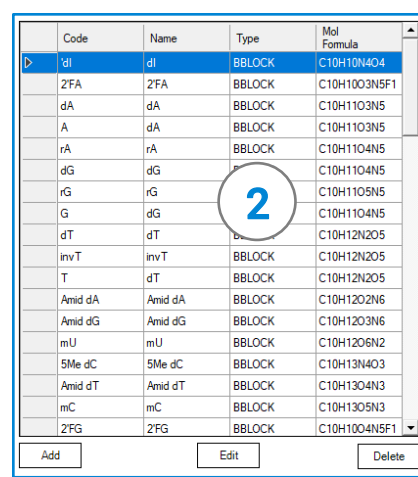 Code Name Type Mol Formula
'dI dI BBLOCK C10H10N4O4
2'FA 2'FA BBLOCK C10H10O3N5F1
dA dA BBLOCK C10H11O3N5
A dA BBLOCK C10H11O3N5
rA rA BBLOCK C10H11O4N5
dG dG C10H11O4N5
rG rG C10H11O5N5
2
G dG C10H11O4N5
dT dT C10H12N2O5
invT invT BBLOCK C10H12N2O5
T dT BBLOCK C10H12N2O5
Amid dA Amid dA BBLOCK C10H12O2N6
Amid dG Amid dG BBLOCK C10H12O3N6
mU mU BBLOCK C10H12O6N2
5Me dC 5Me dC BBLOCK C10H13N4O3
Amid dT Amid dT BBLOCK C10H13O4N3
mC mC BBLOCK C10H13O5N3
2'FG 2'FG BBLOCK C10H10O4N5F1
Add Edit Delete